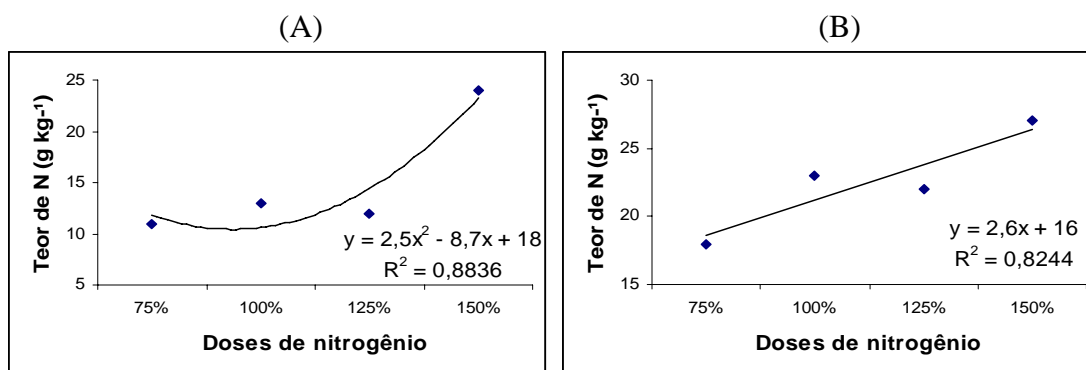 (A)
25
20
15
10
5
Teor de N (g kg-¹)
y = 2,5x² - 8,7x + 18
R² = 0,8836
75% 100% 125% 150%
Doses de nitrogênio
(B)
30
25
20
15
Teor de N (g kg-¹)
y = 2,6x + 16
R² = 0,8244
75% 100% 125% 150%
Doses de nitrogênio